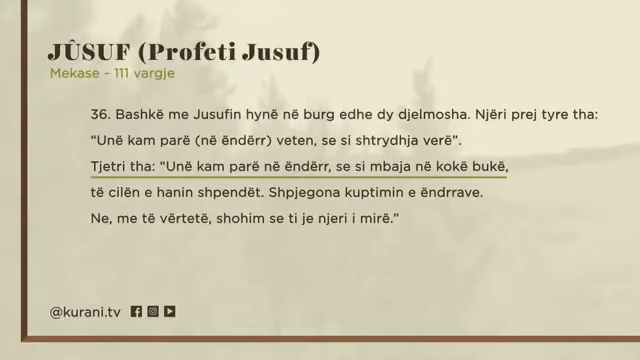 JÛSUF (Profeti Jusuf)
Mekase - 111 vargje
36. Bashkë me Jusufin hynë në burg edhe dy djelmosha. Njëri prej tyre tha:
“Unë kam parë (në ëndërr) veten, se si shtrydhja verë”.
Tjetri tha: “Unë kam parë në ëndërr, se si mbaja në kokë bukë,
të cilën e hanin shpendët. Shpjegona kuptimin e ëndrrave.
Ne, me të vërtetë, shohim se ti je njeri i mirë.”
@kurani.tv